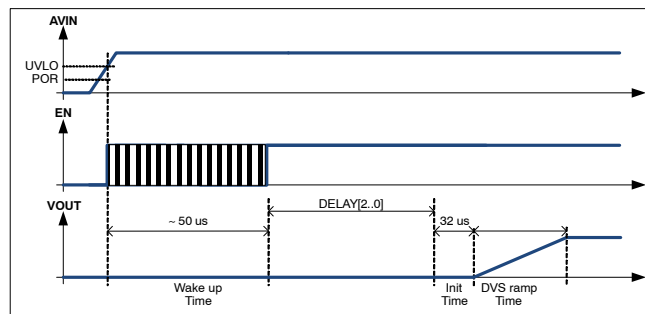 AVIN
UVLO
POR
EN
VOUT
~ 50 us
DELAY[2..0]
32 us
Wake up
Time
Init
Time
DVS ramp
Time